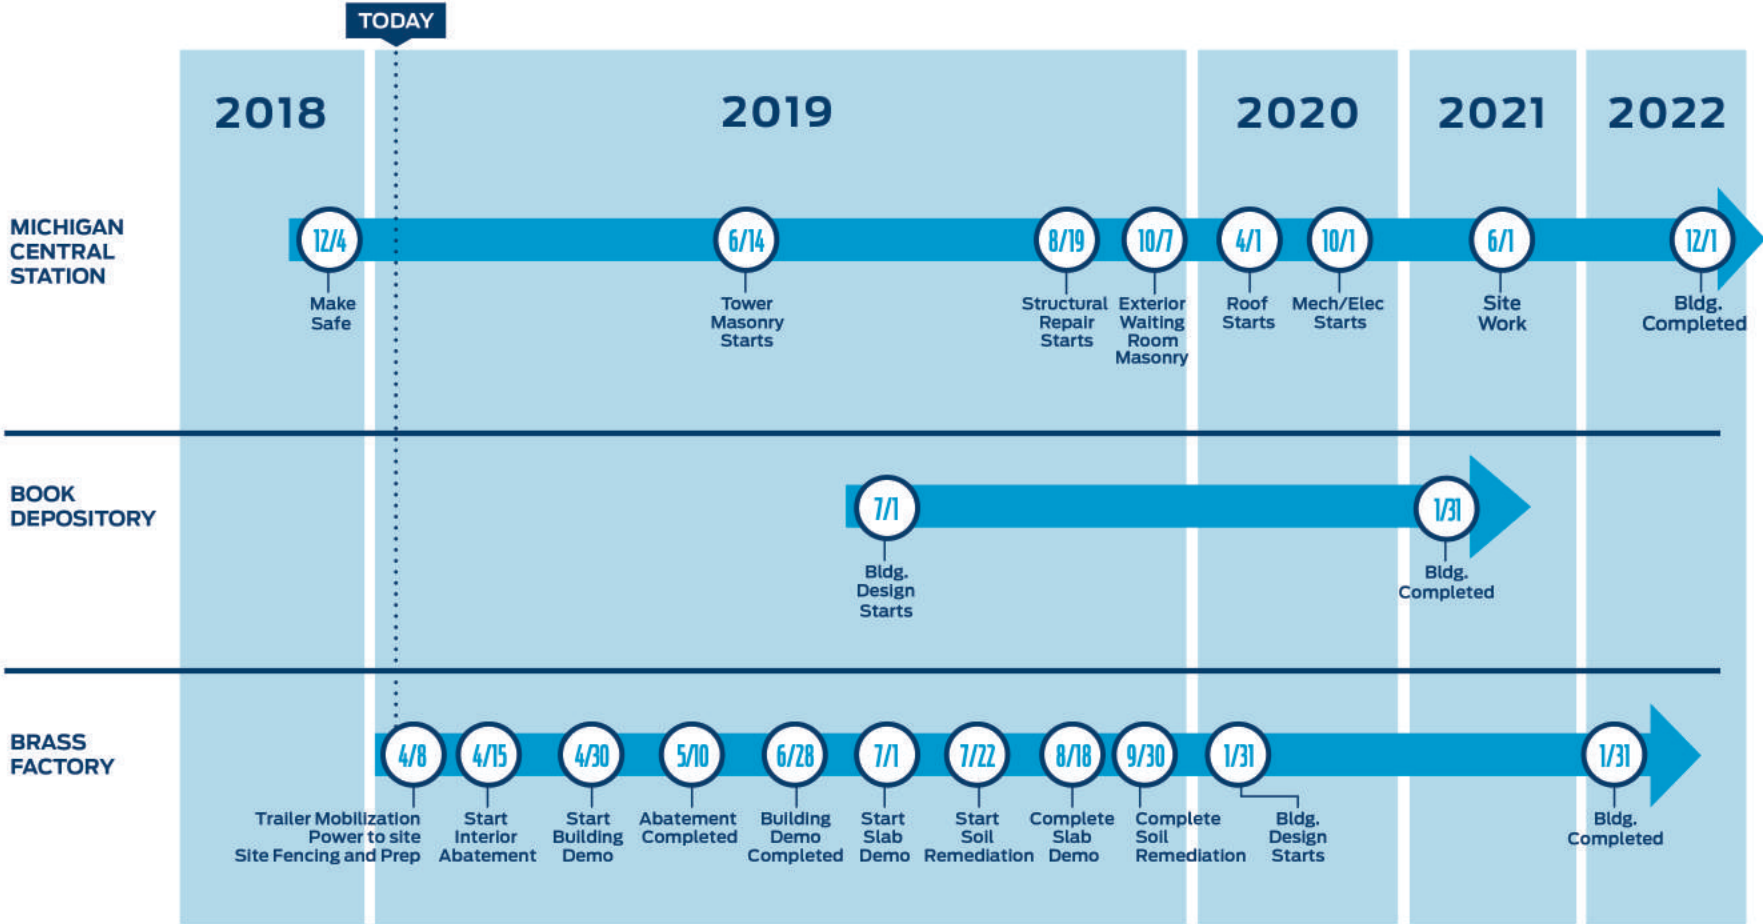 TODAY
2018
2019
2020
2021
2022
MICHIGAN
CENTRAL
STATION
12/4
6/14
8/19
10/7
4/1
10/1
6/1
12/1
Make
Safe
Tower
Masonry
Starts
Structural
Repair
Starts
Exterior
Waiting
Room
Masonry
Roof
Starts
Mech/Elec
Starts
Site
Work
Bldg.
Completed
BOOK
DEPOSITORY
7/1
1/31
Bldg.
Design
Starts
Bldg.
Completed
BRASS
FACTORY
4/8
4/15
4/30
5/10
6/28
7/1
7/22
8/18
9/30
1/31
1/31
Trailer Mobilization
Power to site
Site Fencing and Prep
Start
Interior
Abatement
Start
Building
Demo
Abatement
Completed
Building
Demo
Completed
Start
Slab
Demo
Start
Soil
Remediation
Complete
Slab
Demo
Complete
Soil
Remediation
Bldg.
Design
Starts
Bldg.
Completed